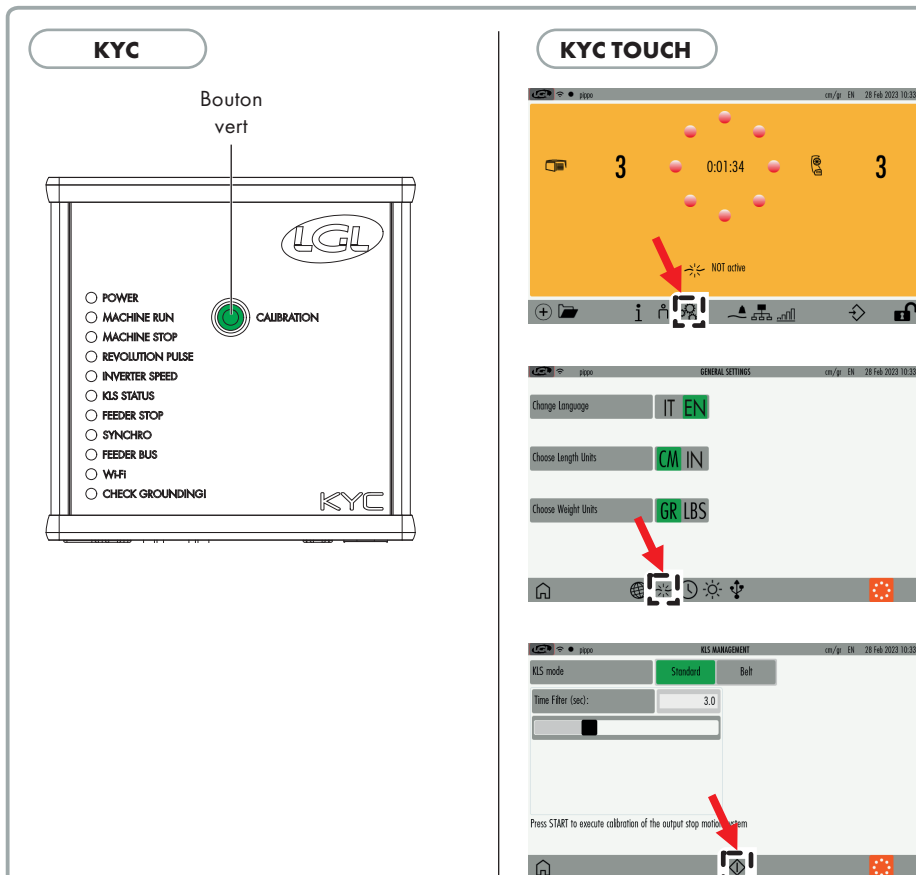 KYC
Bouton
vert
LGL
POWER
MACHINE RUN
MACHINE STOP
REVOLUTION PULSE
INVERTER SPEED
KLS STATUS
FEEDER STOP
SYNCHRO
FEEDER BUS
Wi-Fi
CHECK GROUNDING!
CALIBRATION
KYC
KYC TOUCH
LGL pippo cm/gr EN 28 Feb 2023 10:33
3 0:01:34 3
NOT active
LGL pippo GENERAL SETTINGS cm/gr EN 28 Feb 2023 10:33
Change Language IT EN
Choose Length Units CM IN
Choose Weight Units GR LBS
LGL pippo KLS MANAGEMENT cm/gr EN 28 Feb 2023 10:33
KLS mode Standard Belt
Time Filter (sec): 3.0
Press START to execute calibration of the output stop motion system